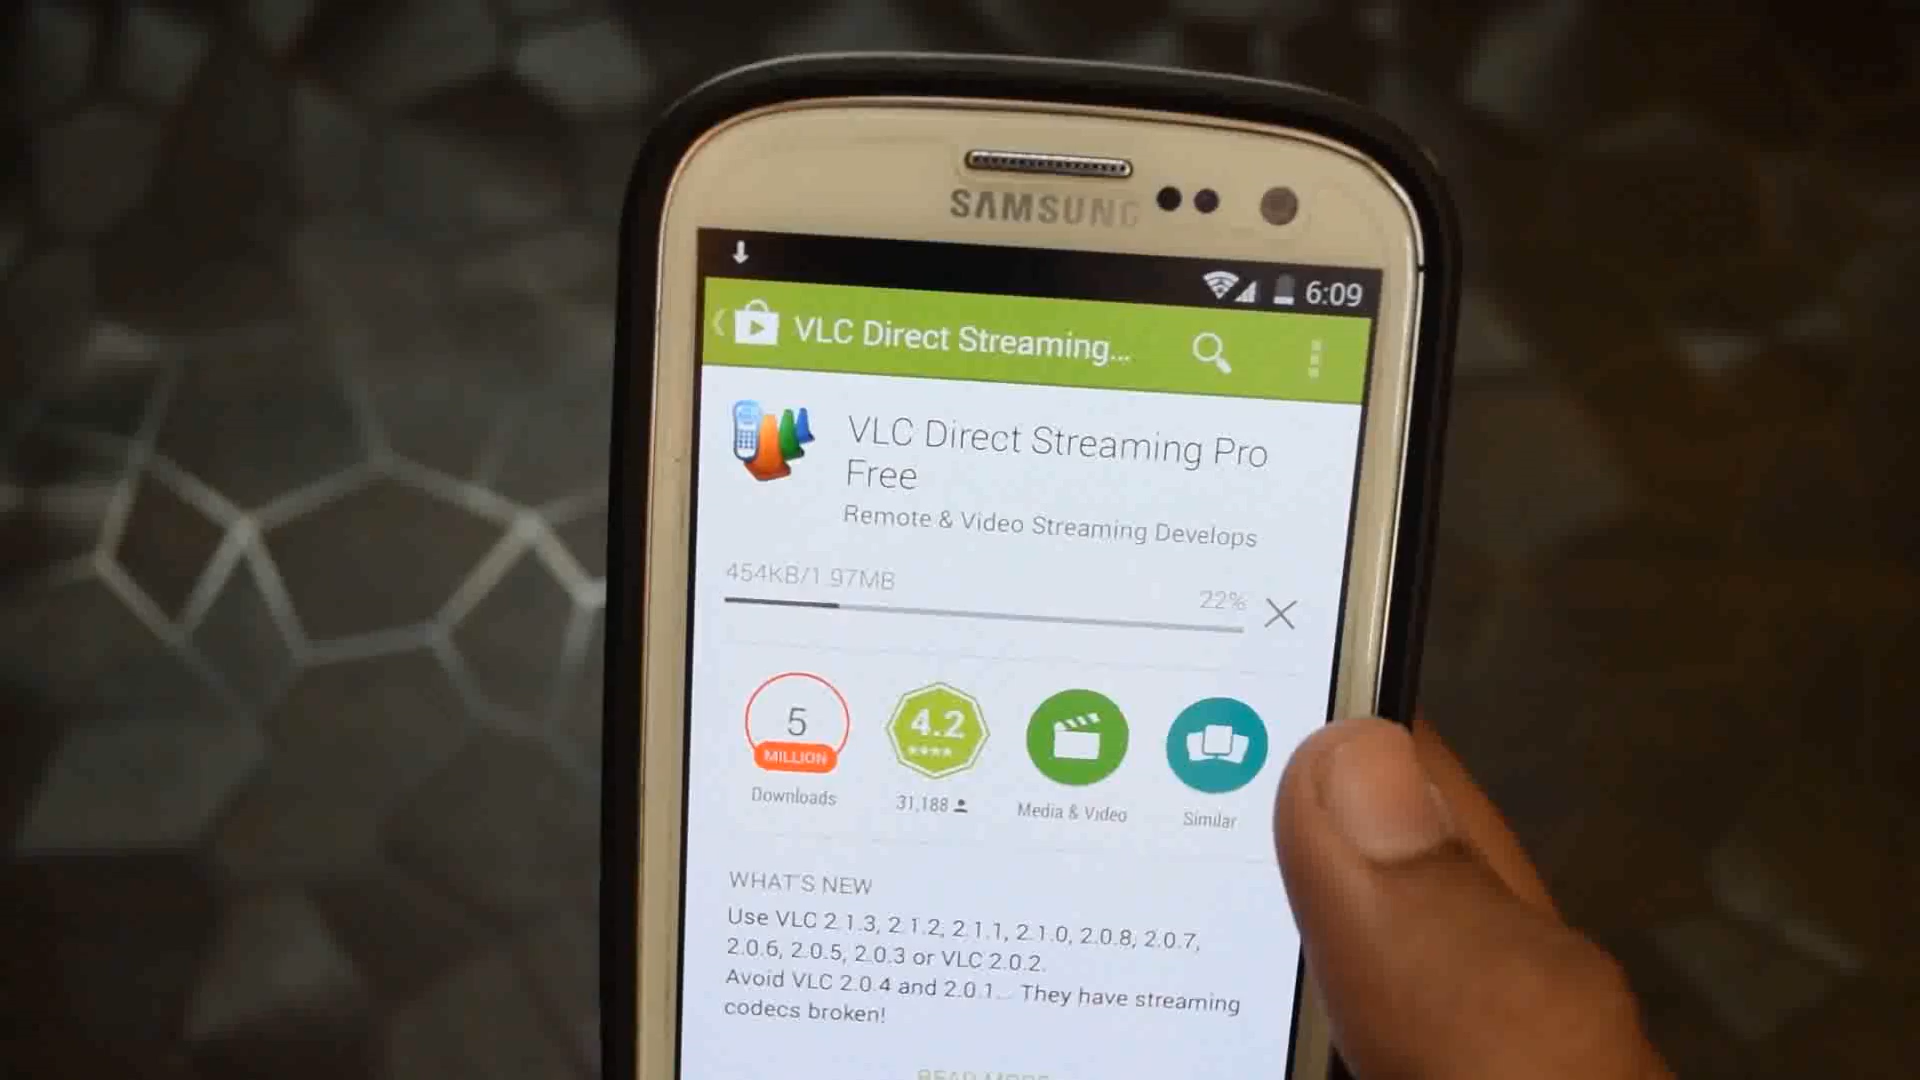 SAMSUNG
6:09
VLC Direct Streaming...
VLC Direct Streaming Pro
Free
Remote & Video Streaming Develops
454KB/1.97MB
22%
5
MILLION
Downloads
4.2
31,188
Media & Video
Similar
WHAT'S NEW
Use VLC 2.1.3, 2.1.2, 2.1.1, 2.1.0, 2.0.8, 2.0.7,
2.0.6, 2.0.5, 2.0.3 or VLC 2.0.2.
Avoid VLC 2.0.4 and 2.0.1... They have streaming
codecs broken!
READ MORE